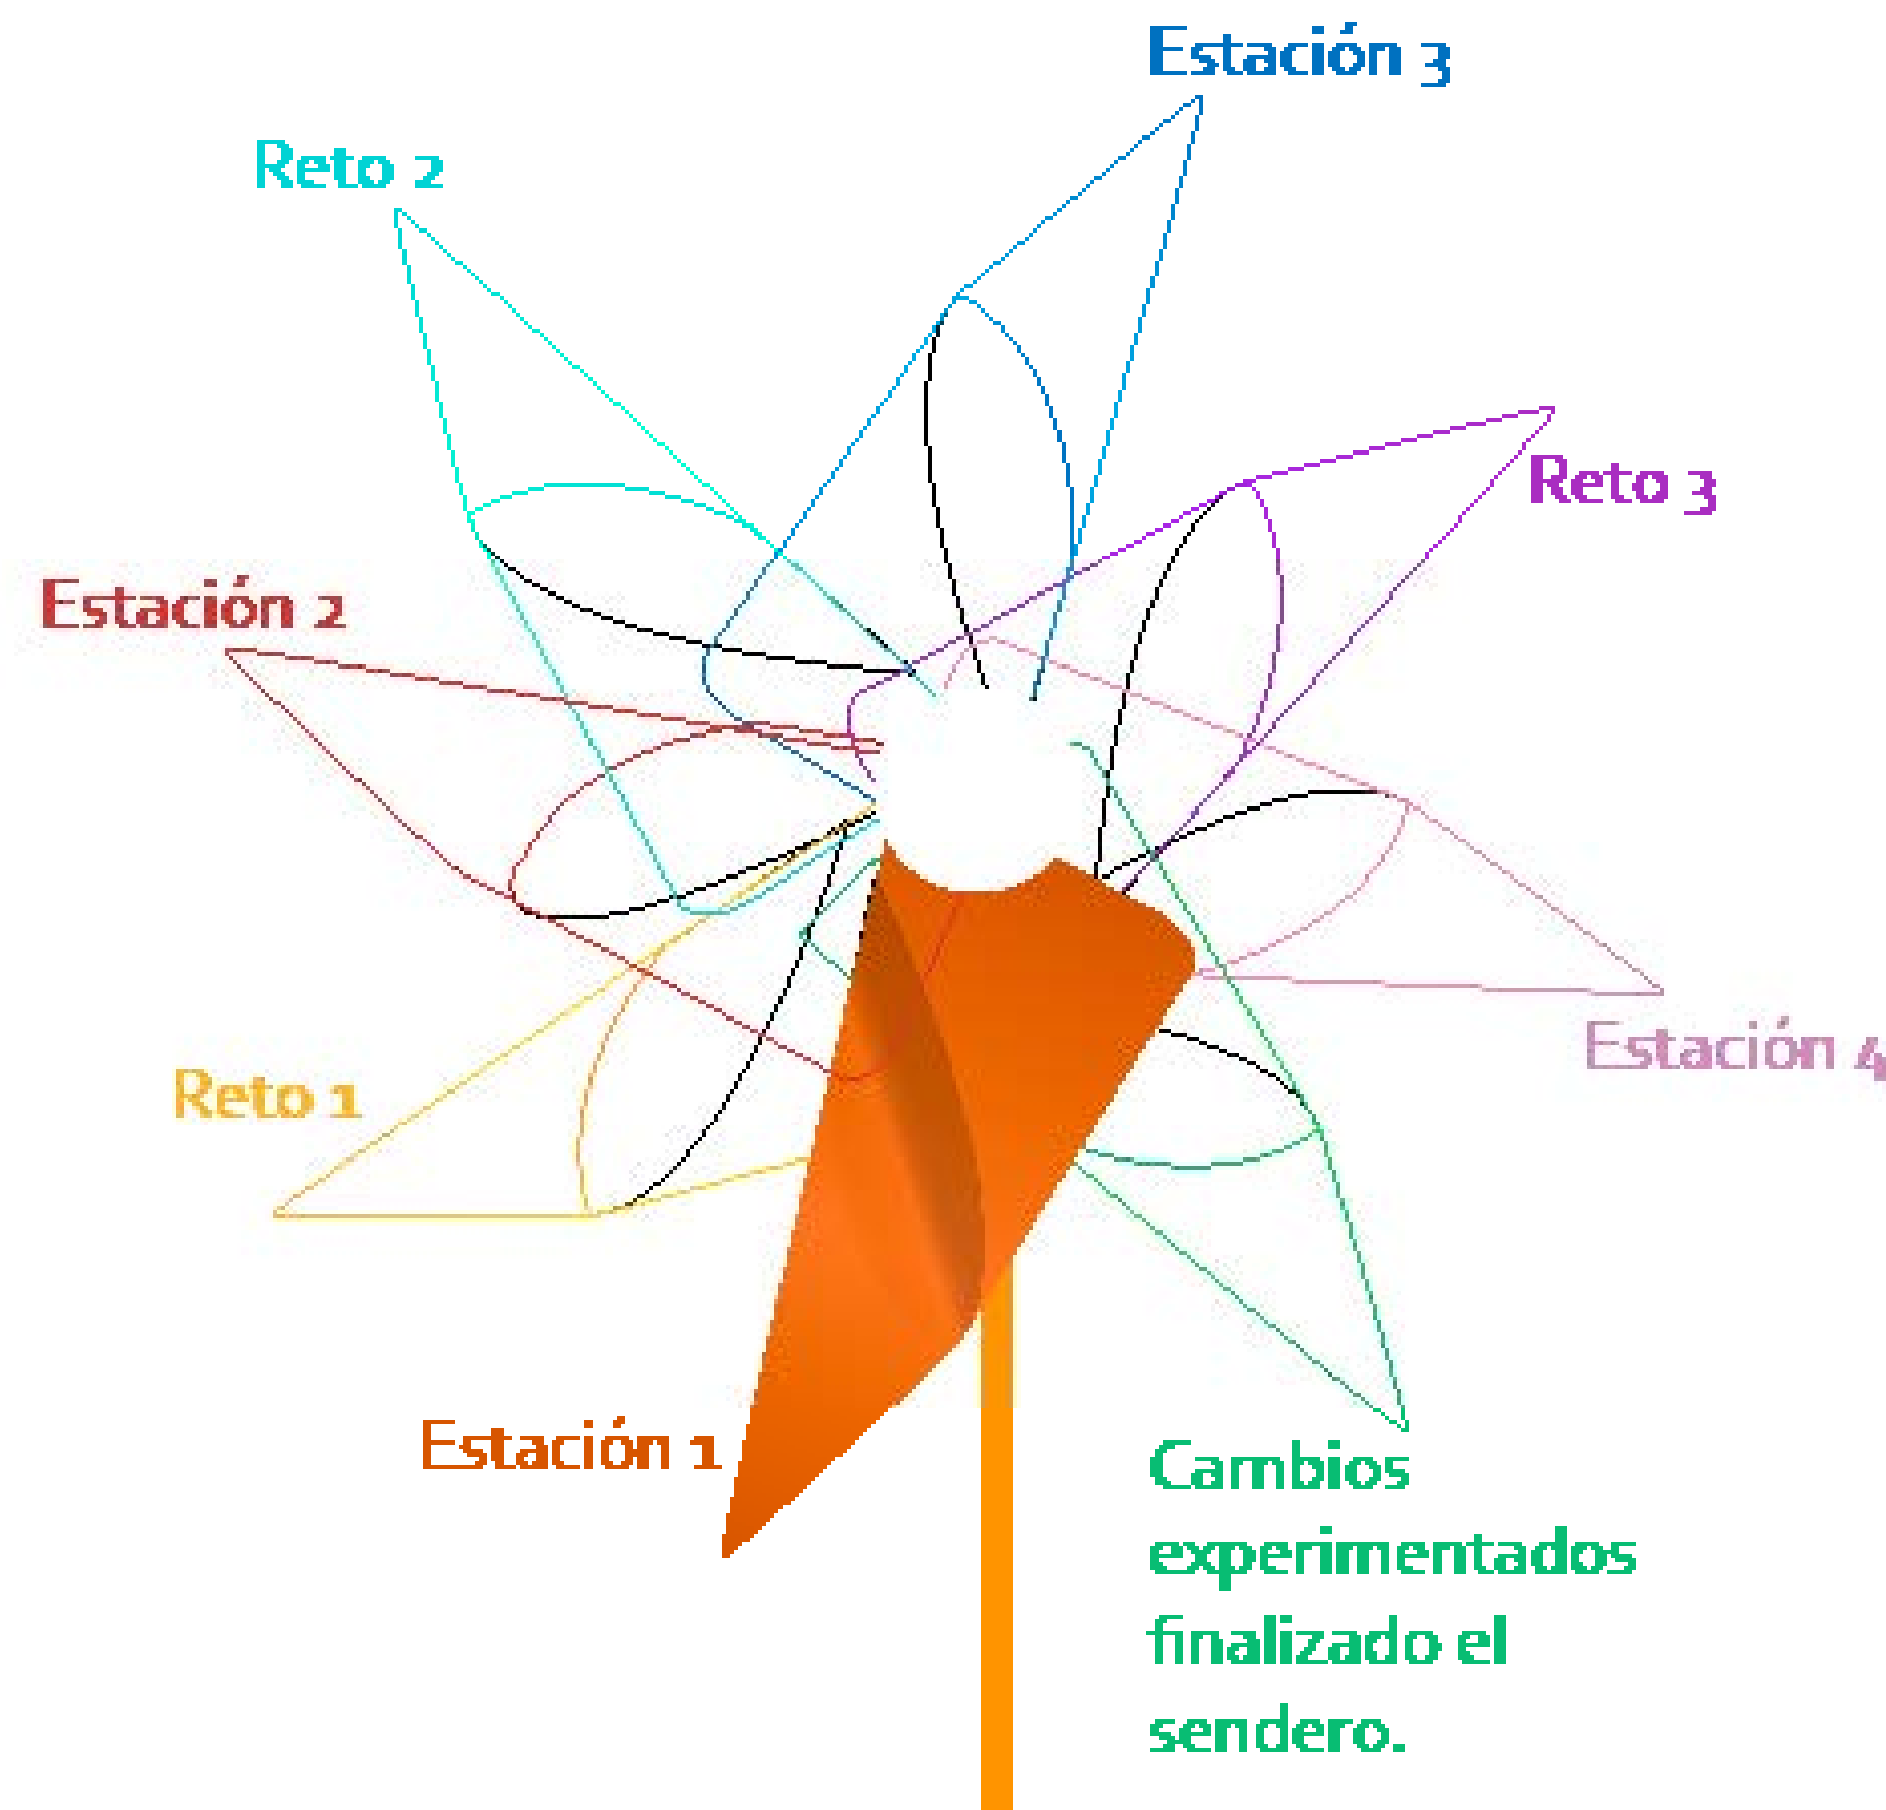 Estación 3
Reto 2
Reto 3
Estación 2
Estación 4
Reto 1
Estación 1
Cambios
experimentados
finalizado el
sendero.